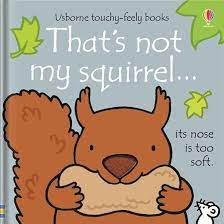 Usborne touchy-feely books
That's not
my squirrel...
its nose is
too
soft.